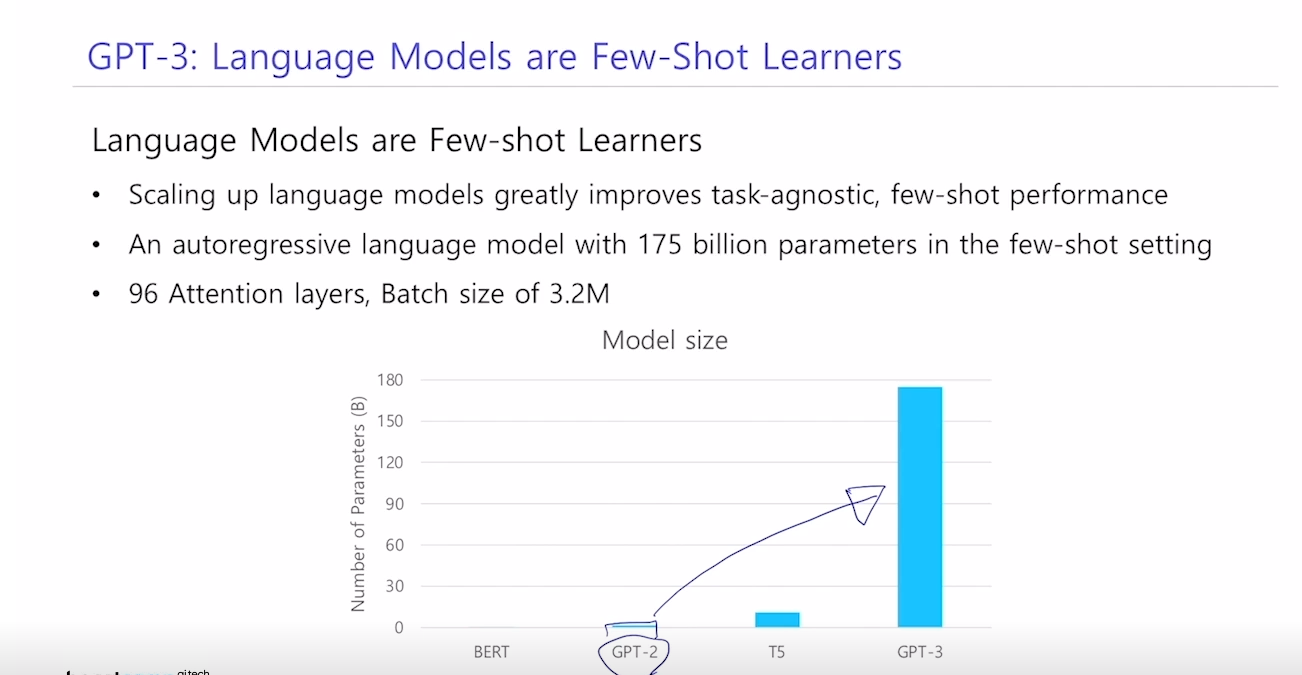 GPT-3: Language Models are Few-Shot Learners
Language Models are Few-shot Learners
• Scaling up language models greatly improves task-agnostic, few-shot performance
• An autoregressive language model with 175 billion parameters in the few-shot setting
• 96 Attention layers, Batch size of 3.2M
Model size
Number of Parameters (B)
180
150
120
90
60
30
0
BERT
GPT-2
T5
GPT-3
ai tech